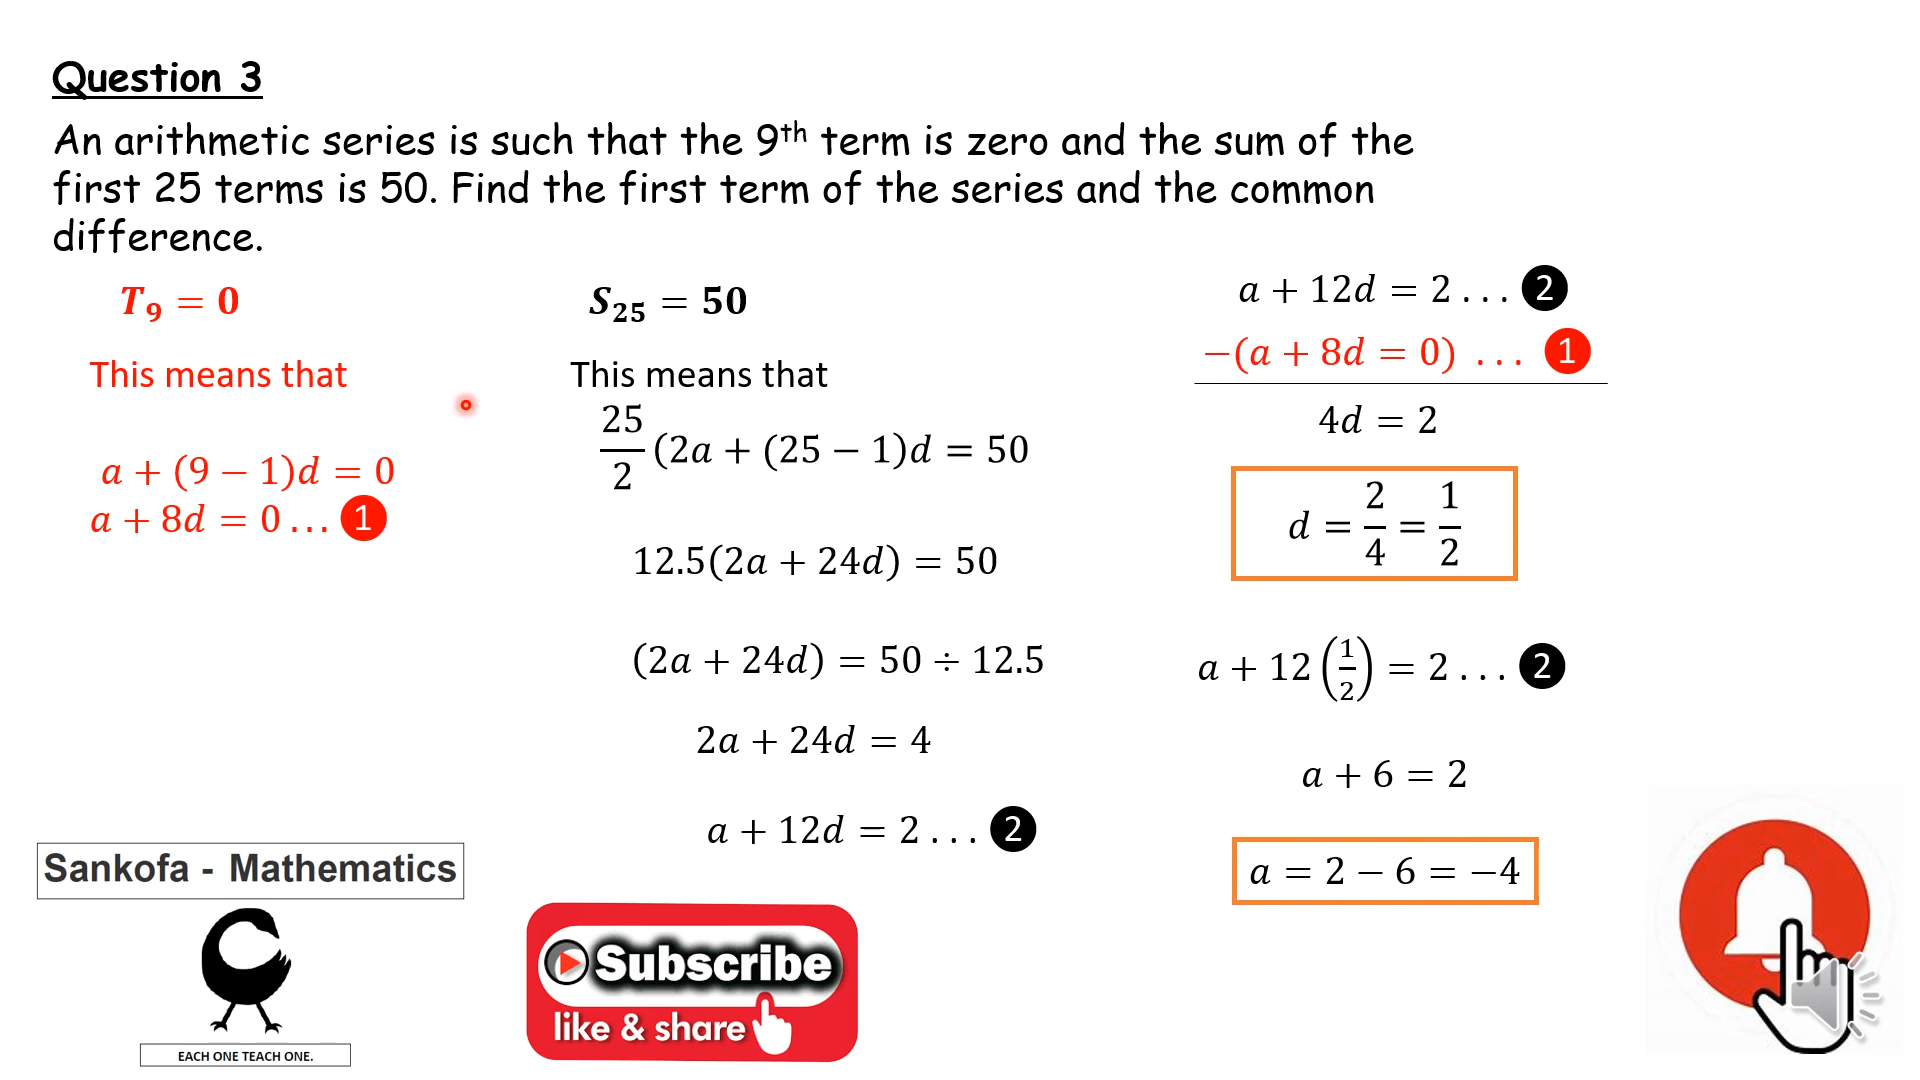 Question 3
An arithmetic series is such that the 9th term is zero and the sum of the
first 25 terms is 50. Find the first term of the series and the common
difference.
T₉ = 0
This means that
a + (9 − 1)d = 0
a + 8d = 0 ... 1
S₂₅ = 50
This means that
25/2 (2a + (25 − 1)d = 50
12.5(2a + 24d) = 50
(2a + 24d) = 50 ÷ 12.5
2a + 24d = 4
a + 12d = 2 ... 2
a + 12d = 2 ... 2
−(a + 8d = 0) ... 1
4d = 2
d = 2/4 = 1/2
a + 12(1/2) = 2 ... 2
a + 6 = 2
a = 2 − 6 = −4
Sankofa - Mathematics
EACH ONE TEACH ONE.
Subscribe
like & share